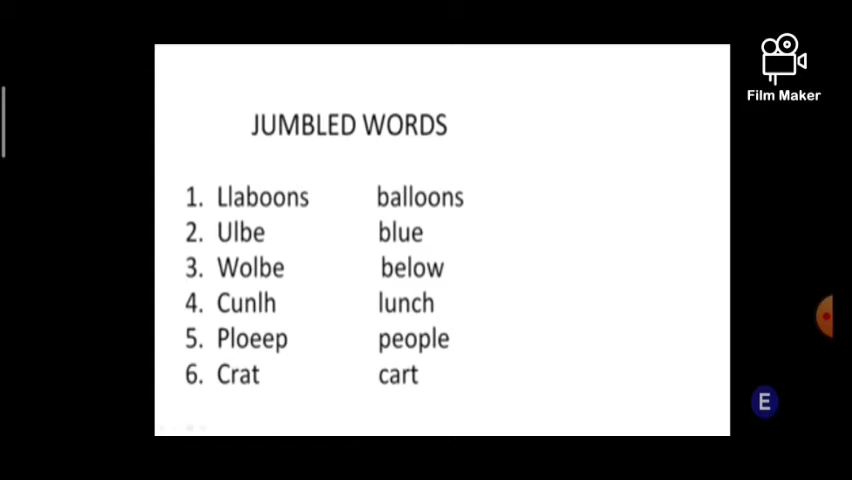 Film Maker
JUMBLED WORDS
1. Llaboons balloons
2. Ulbe blue
3. Wolbe below
4. Cunlh lunch
5. Ploeep people
6. Crat cart
E